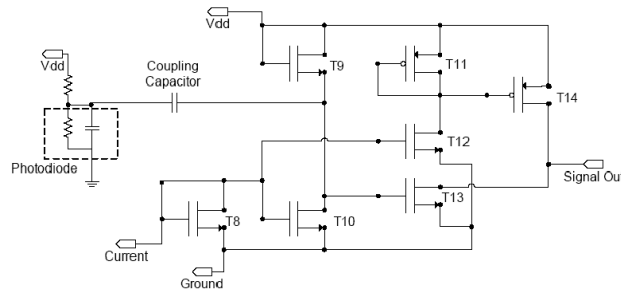 Vdd
T9
T11
Vdd
Coupling
Capacitor
T14
T12
Photodiode
Signal Out
T13
T8
T10
Current
Ground